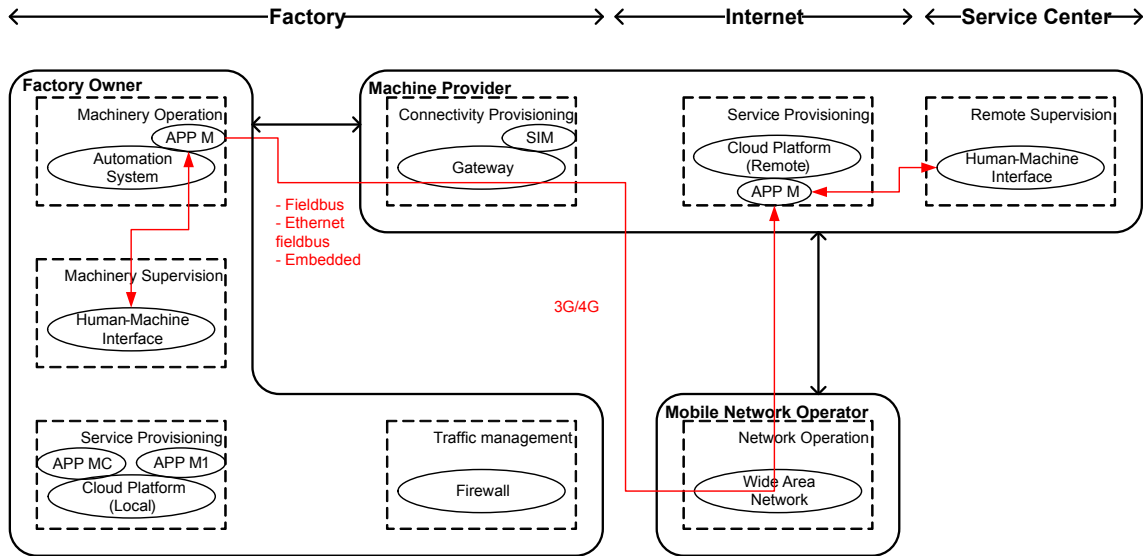 Factory
Internet
Service Center
Factory Owner
Machinery Operation
APP M
Automation
System
Machine Provider
Connectivity Provisioning
SIM
Gateway
Service Provisioning
Cloud Platform
(Remote)
APP M
Remote Supervision
Human-Machine
Interface
- Fieldbus
- Ethernet
fieldbus
- Embedded
Machinery Supervision
Human-Machine
Interface
3G/4G
Service Provisioning
APP MC
APP M1
Cloud Platform
(Local)
Traffic management
Firewall
Mobile Network Operator
Network Operation
Wide Area
Network